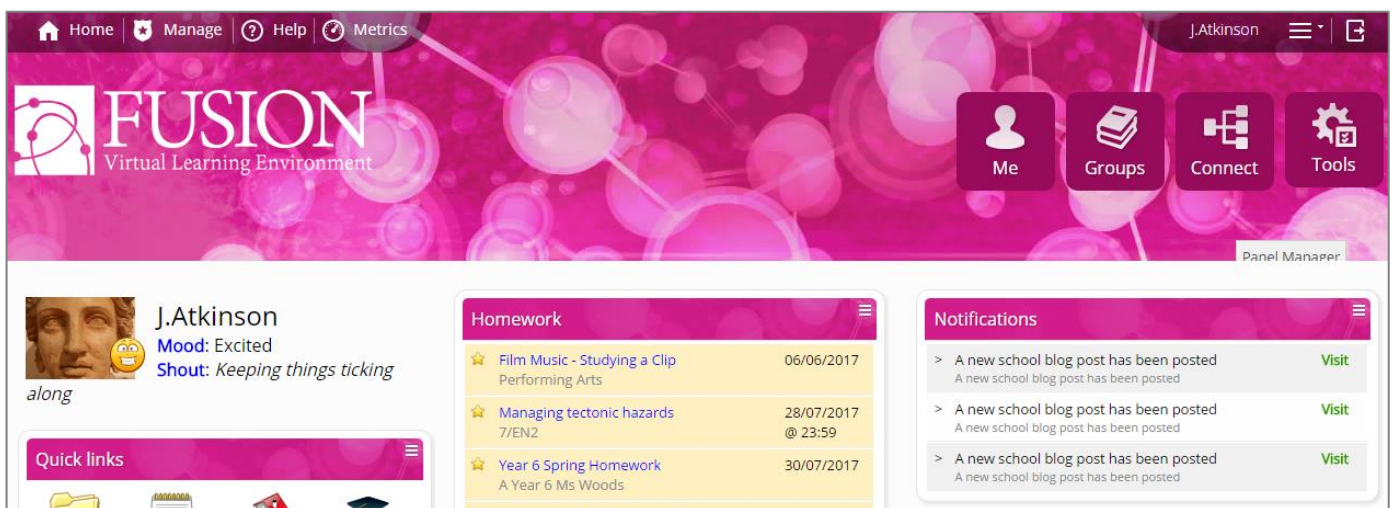 Home Manage Help Metrics J.Atkinson
FUSION
Virtual Learning Environment
Me Groups Connect Tools
Panel Manager
J.Atkinson
Mood: Excited
Shout: Keeping things ticking
along
Quick links
Homework
Film Music - Studying a Clip 06/06/2017
Performing Arts
Managing tectonic hazards 28/07/2017
7/EN2 @ 23:59
Year 6 Spring Homework 30/07/2017
A Year 6 Ms Woods
Notifications
> A new school blog post has been posted Visit
A new school blog post has been posted
> A new school blog post has been posted Visit
A new school blog post has been posted
> A new school blog post has been posted Visit
A new school blog post has been posted